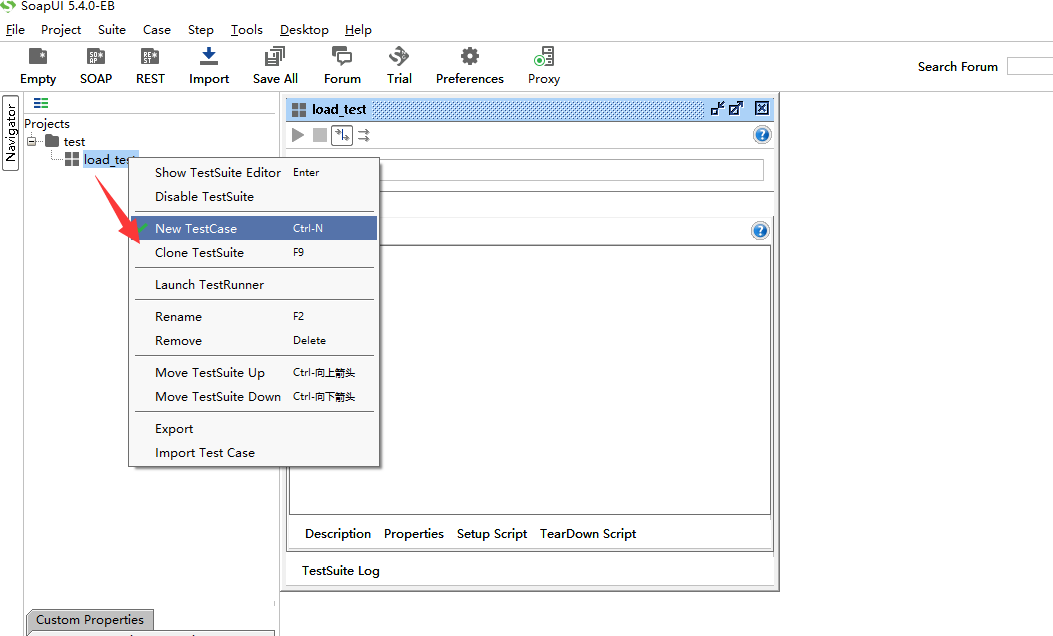 SoapUI 5.4.0-EB
File Project Suite Case Step Tools Desktop Help
Empty SOAP REST Import Save All Forum Trial Preferences Proxy Search Forum
Navigator
Projects
test
load_test
load_test
Show TestSuite Editor Enter
Disable TestSuite
New TestCase Ctrl-N
Clone TestSuite F9
Launch TestRunner
Rename F2
Remove Delete
Move TestSuite Up Ctrl-向上箭头
Move TestSuite Down Ctrl-向下箭头
Export
Import Test Case
Description Properties Setup Script TearDown Script
TestSuite Log
Custom Properties